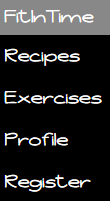 FitInTime
Recipes
Exercises
Profile
Register